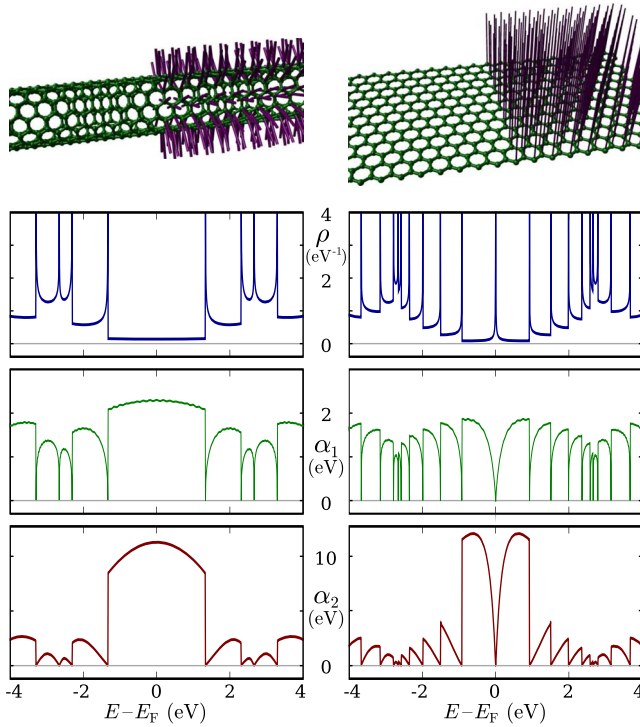 4
ρ
(eV⁻¹)
2
0
2
α₁
(eV)
0
10
α₂
(eV)
0
-4 -2 0 2 4 -4 -2 0 2 4
E−E_F (eV) E−E_F (eV)